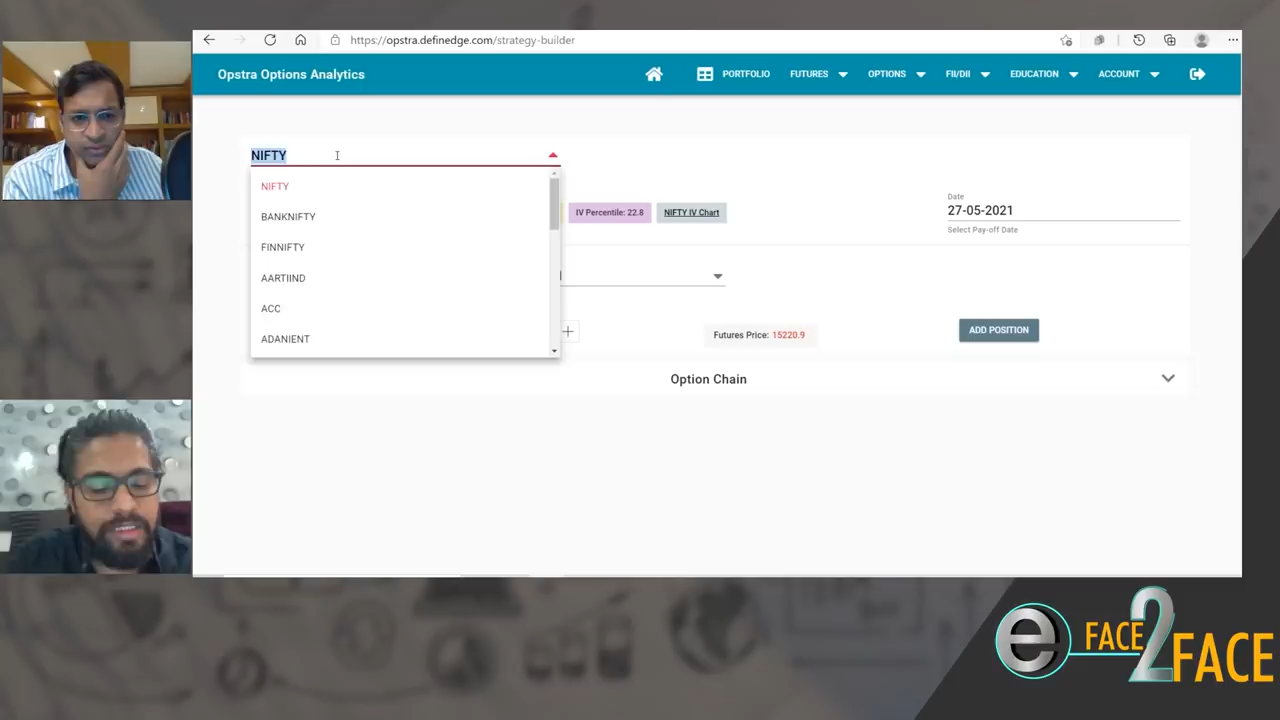 https://opstra.definedge.com/strategy-builder
Opstra Options Analytics
PORTFOLIO
FUTURES
OPTIONS
FII/DII
EDUCATION
ACCOUNT
NIFTY
NIFTY
BANKNIFTY
FINNIFTY
AARTIIND
ACC
ADANIENT
IV Percentile: 22.8
NIFTY IV Chart
Date
27-05-2021
Select Pay-off Date
Futures Price: 15220.9
ADD POSITION
Option Chain
e FACE 2 FACE